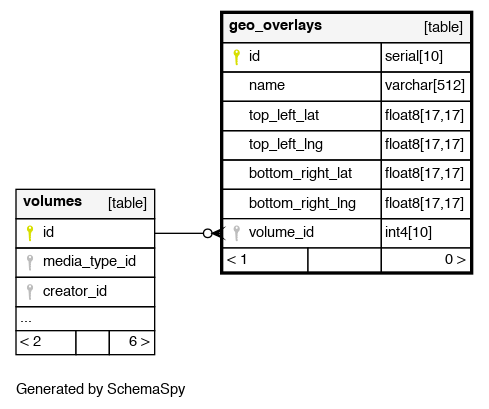 geo_overlays [table]
id serial[10]
name varchar[512]
top_left_lat float8[17,17]
top_left_lng float8[17,17]
bottom_right_lat float8[17,17]
bottom_right_lng float8[17,17]
volume_id int4[10]
< 1 0 >
volumes [table]
id
media_type_id
creator_id
...
< 2 6 >
Generated by SchemaSpy